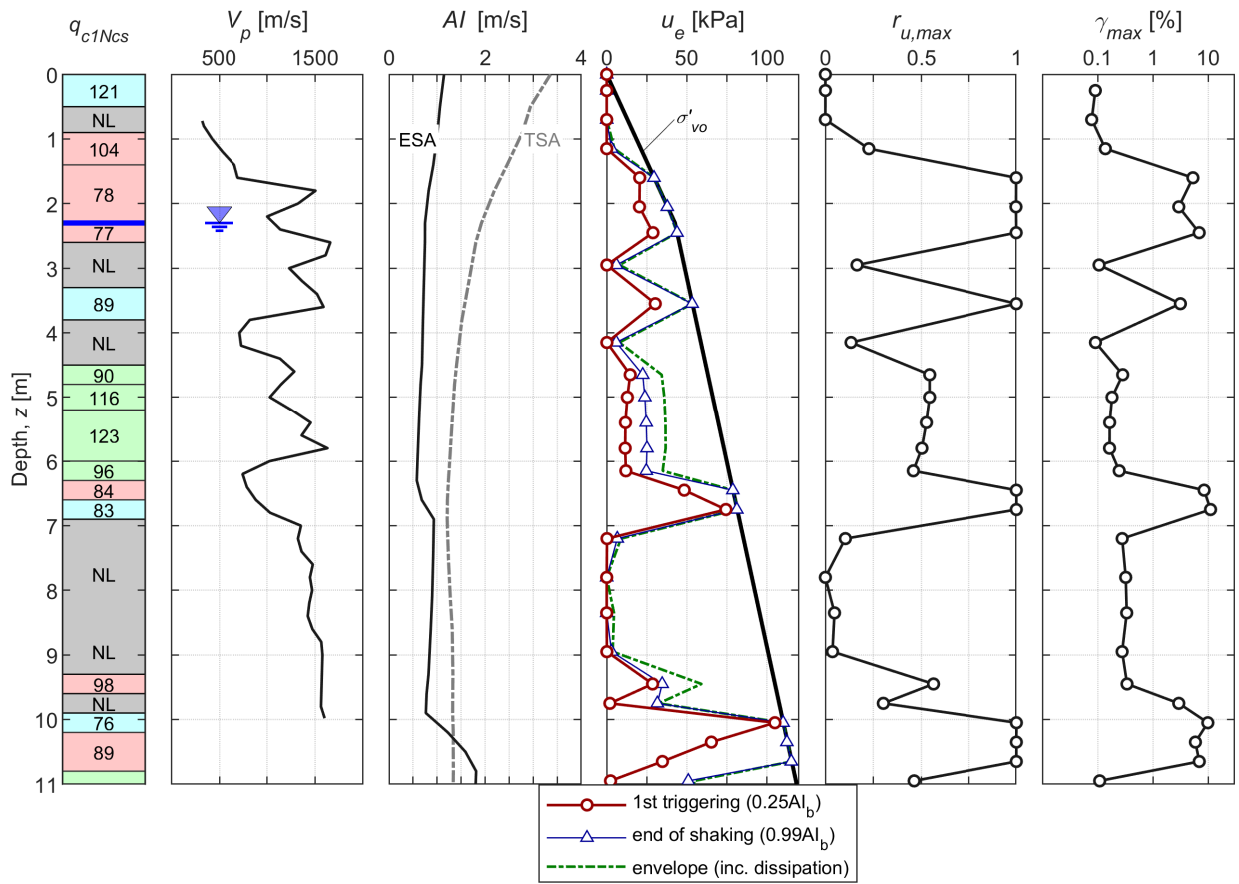 q_c1Ncs
V_p [m/s]
AI [m/s]
u_e [kPa]
r_u,max
γ_max [%]
500 1500
0 2 4
0 50 100
0 0.5 1
0.1 1 10
Depth, z [m]
0
1
2
3
4
5
6
7
8
9
10
11
121
NL
104
78
77
NL
89
NL
90
116
123
96
84
83
NL
NL
98
NL
76
89
ESA
TSA
σ'_vo
1st triggering (0.25AI_b)
end of shaking (0.99AI_b)
envelope (inc. dissipation)